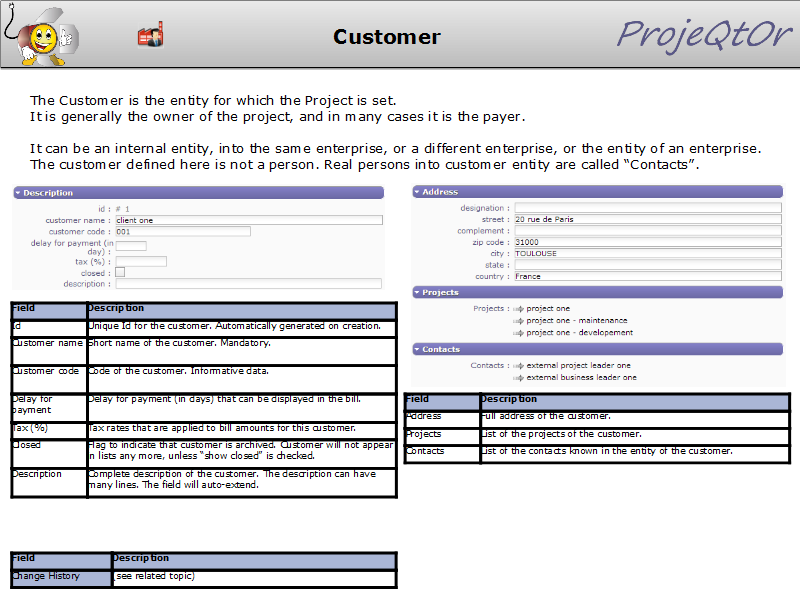 Customer
ProjeQtOr
The Customer is the entity for which the Project is set.
It is generally the owner of the project, and in many cases it is the payer.
It can be an internal entity, into the same enterprise, or a different enterprise, or the entity of an enterprise.
The customer defined here is not a person. Real persons into customer entity are called “Contacts”.
Description
id : # 1
customer name : client one
customer code : 001
delay for payment (in
day) :
tax (%) :
closed :
description :
Field Description
Id Unique Id for the customer. Automatically generated on creation.
Customer name Short name of the customer. Mandatory.
Customer code Code of the customer. Informative data.
Delay for
payment
Delay for payment (in days) that can be displayed in the bill.
Tax (%) Tax rates that are applied to bill amounts for this customer.
Closed Flag to indicate that customer is archived. Customer will not appear
in lists any more, unless “show closed” is checked.
Description Complete description of the customer. The description can have
many lines. The field will auto-extend.
Address
designation :
street : 20 rue de Paris
complement :
zip code : 31000
city : TOULOUSE
state :
country : France
Projects
Projects : project one
project one - maintenance
project one - developement
Contacts
Contacts : external project leader one
external business leader one
Field Description
Address Full address of the customer.
Projects List of the projects of the customer.
Contacts List of the contacts known in the entity of the customer.
Field Description
Change History (see related topic)